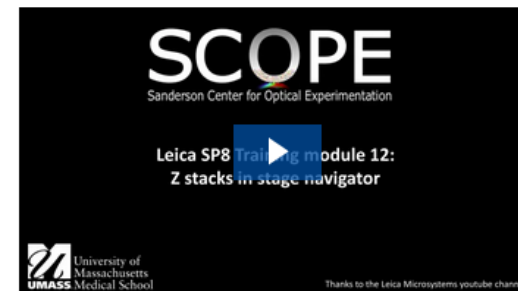 SCOPE
Sanderson Center for Optical Experimentation
Leica SP8 Training module 12:
Z stacks in stage navigator
University of
Massachusetts
UMASS Medical School
Thanks to the Leica Microsystems youtube chann